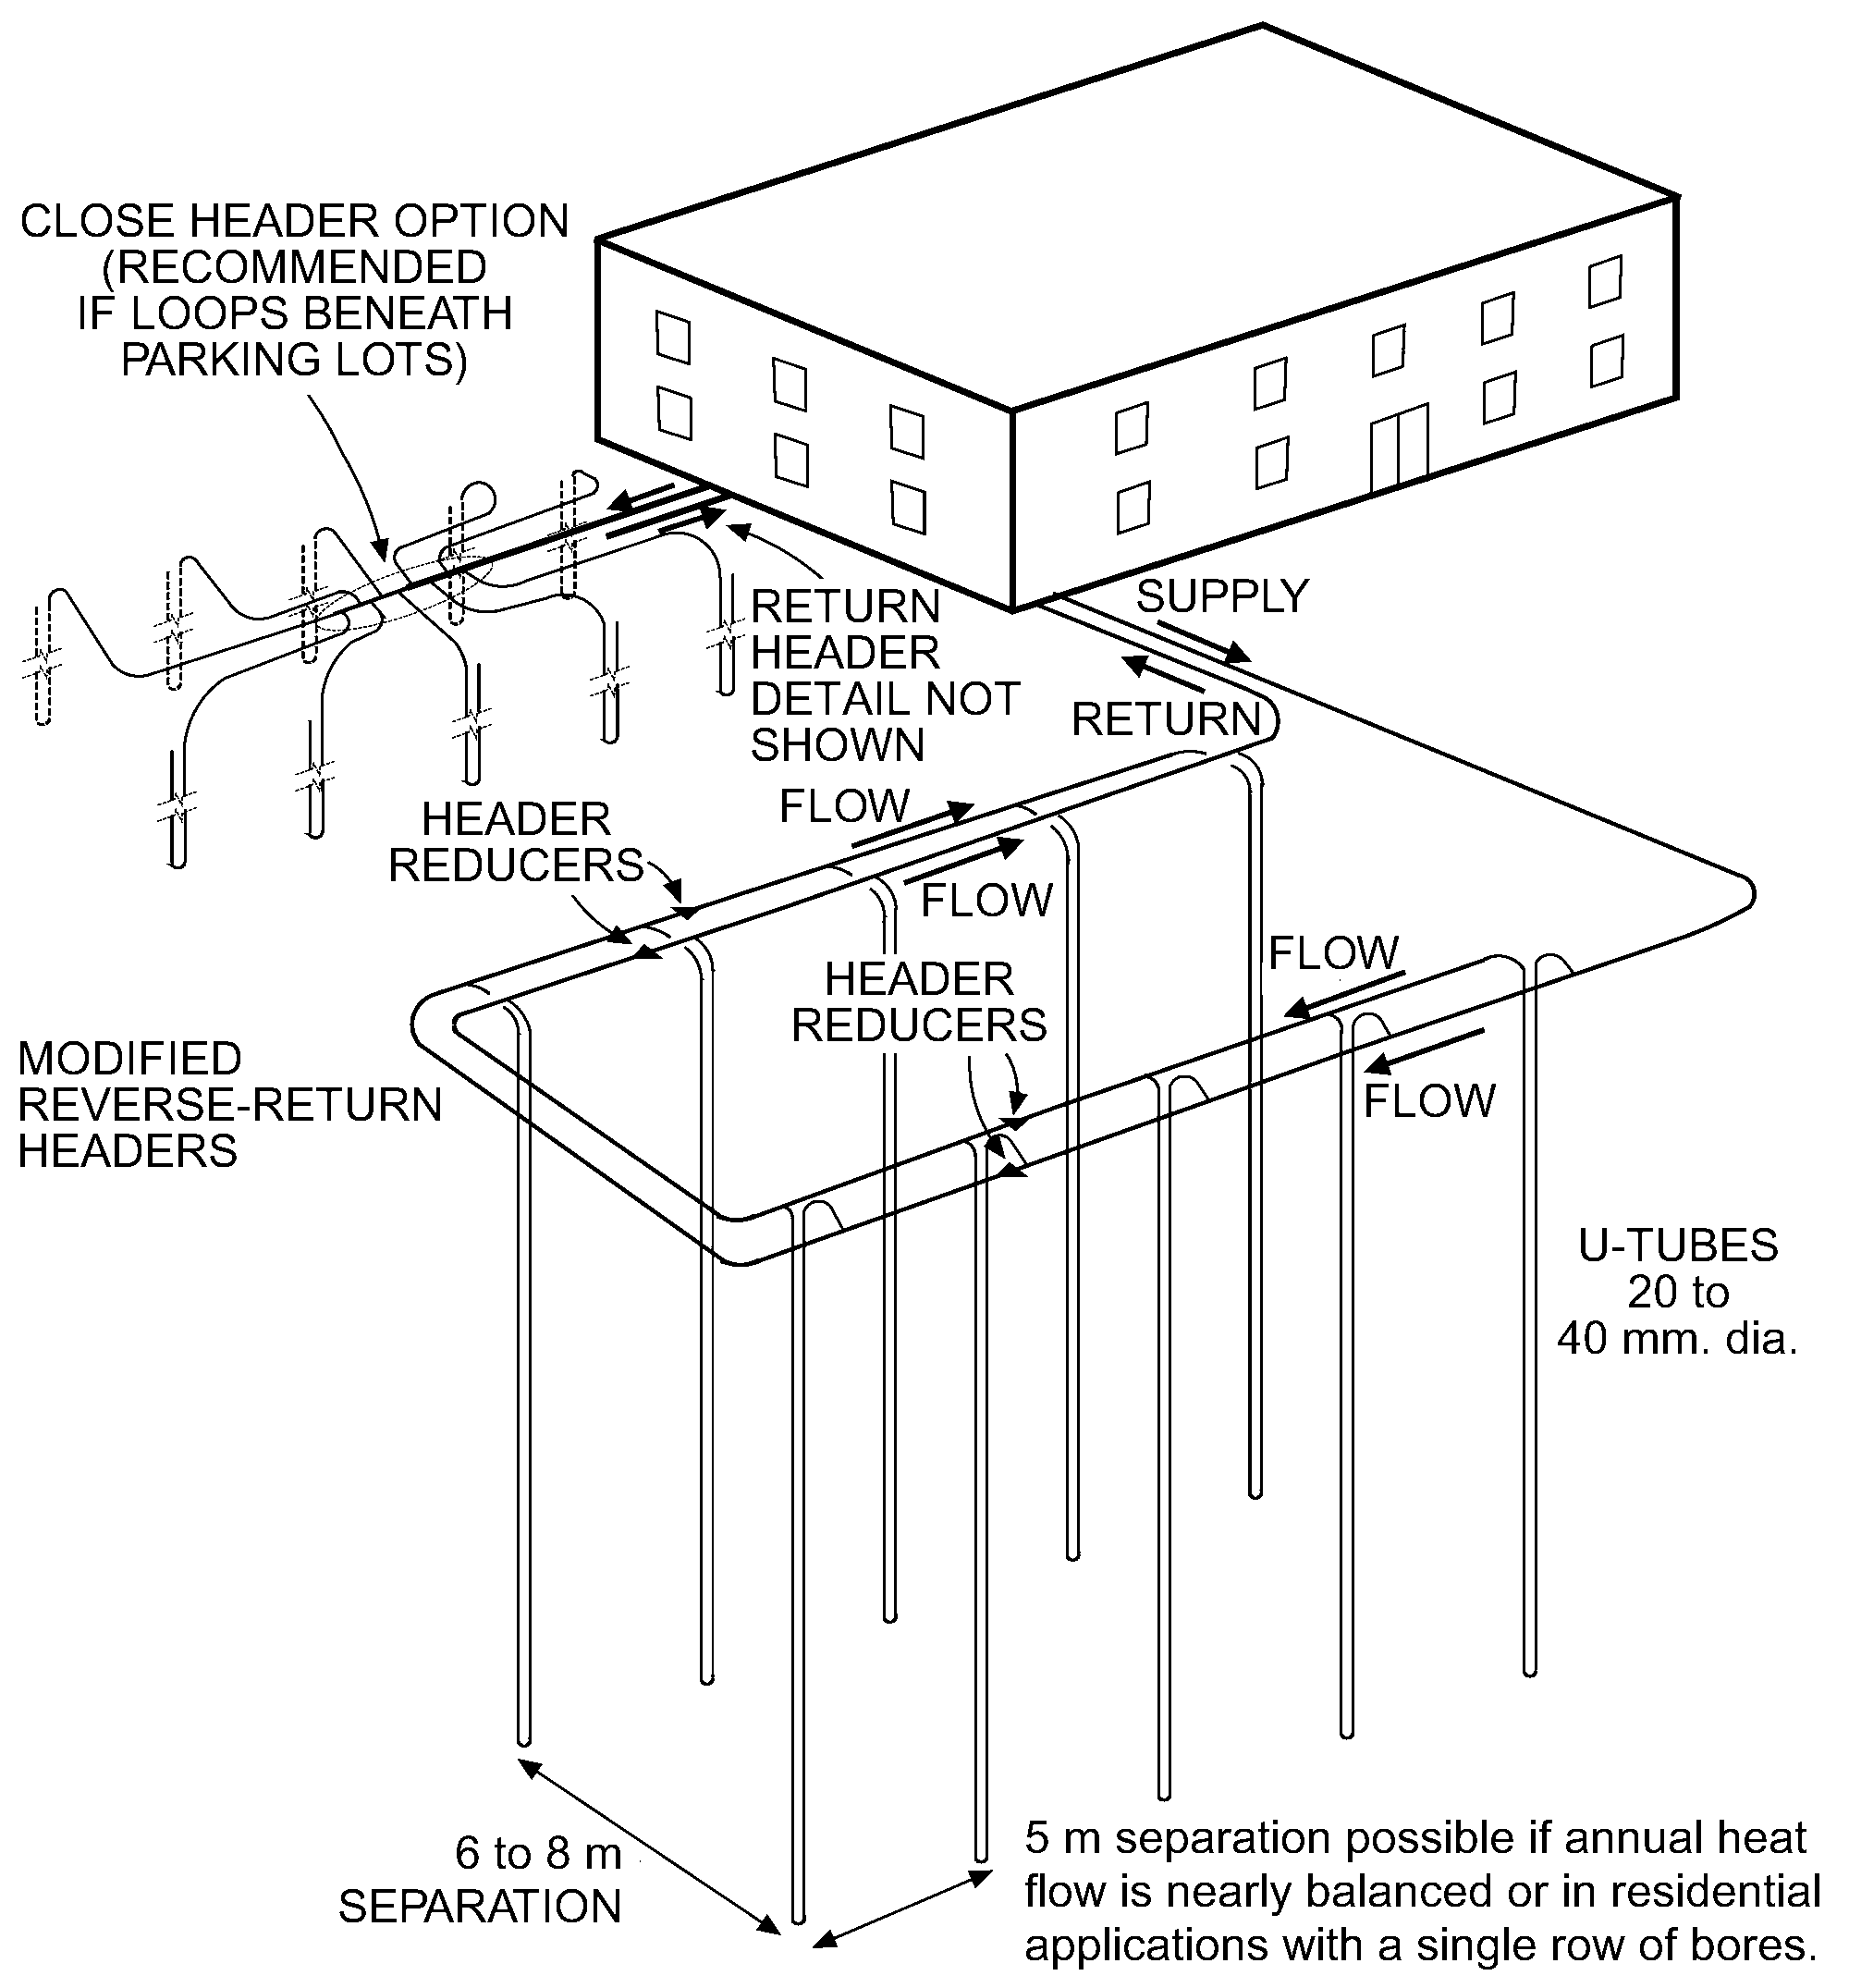 CLOSE HEADER OPTION
(RECOMMENDED
IF LOOPS BENEATH
PARKING LOTS)
SUPPLY
RETURN
HEADER
DETAIL NOT
SHOWN
RETURN
FLOW
HEADER
REDUCERS
FLOW
FLOW
HEADER
REDUCERS
MODIFIED
REVERSE-RETURN
HEADERS
FLOW
U-TUBES
20 to
40 mm. dia.
6 to 8 m
SEPARATION
5 m separation possible if annual heat
flow is nearly balanced or in residential
applications with a single row of bores.